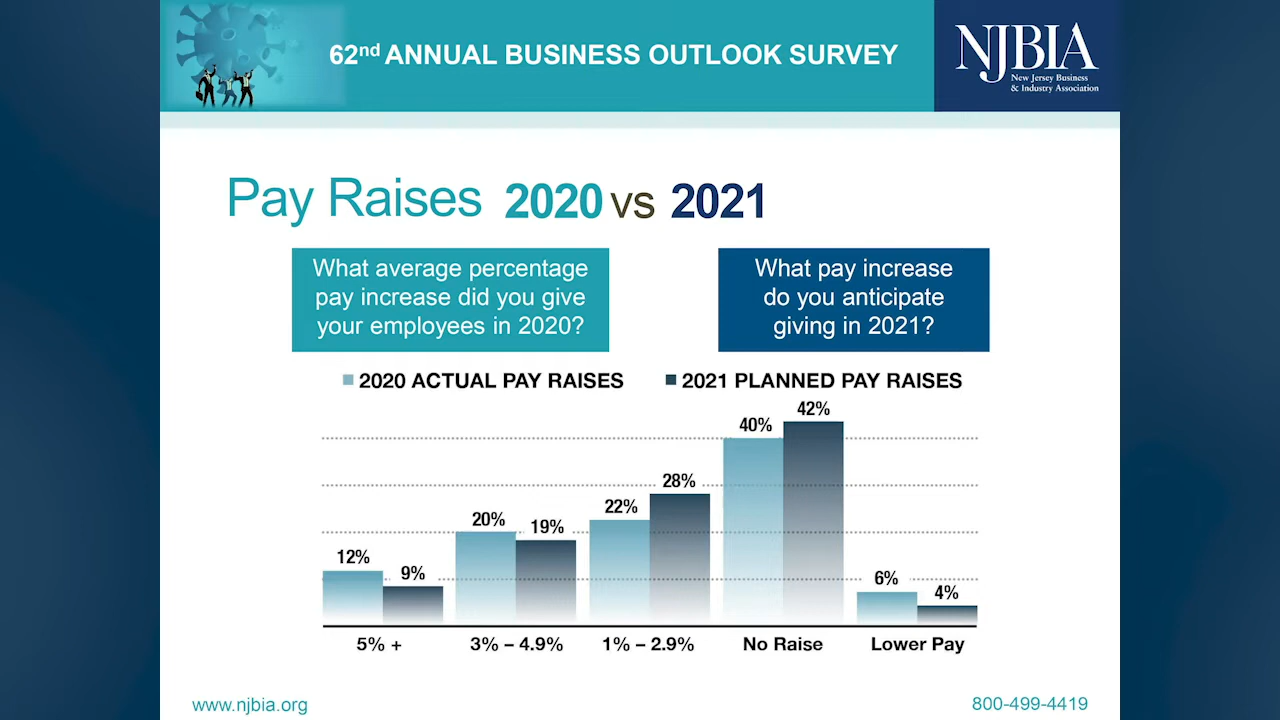 62nd ANNUAL BUSINESS OUTLOOK SURVEY
NJBIA
New Jersey Business
& Industry Association
Pay Raises 2020 vs 2021
What average percentage
pay increase did you give
your employees in 2020?
What pay increase
do you anticipate
giving in 2021?
2020 ACTUAL PAY RAISES
2021 PLANNED PAY RAISES
12%
9%
20%
19%
22%
28%
40%
42%
6%
4%
5% +
3% – 4.9%
1% – 2.9%
No Raise
Lower Pay
www.njbia.org
800-499-4419